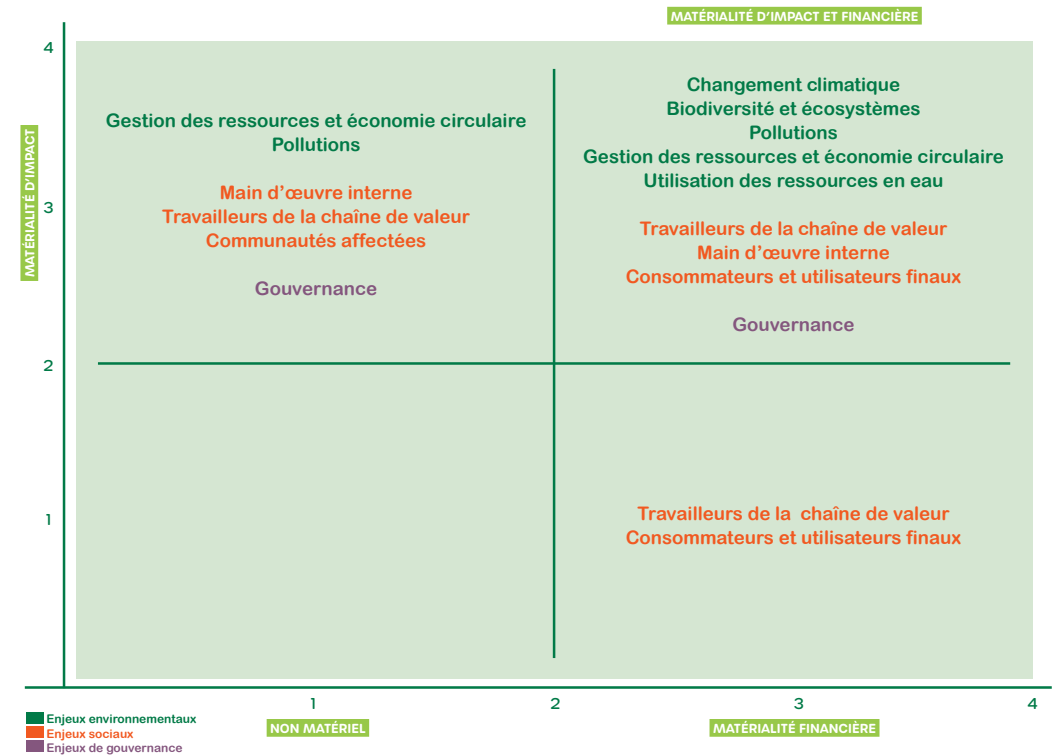 MATÉRIALITÉ D'IMPACT ET FINANCIÈRE
4
MATÉRIALITÉ D'IMPACT
3
2
1
Gestion des ressources et économie circulaire
Pollutions
Main d'œuvre interne
Travailleurs de la chaîne de valeur
Communautés affectées
Gouvernance
Changement climatique
Biodiversité et écosystèmes
Pollutions
Gestion des ressources et économie circulaire
Utilisation des ressources en eau
Travailleurs de la chaîne de valeur
Main d'œuvre interne
Consommateurs et utilisateurs finaux
Gouvernance
Travailleurs de la chaîne de valeur
Consommateurs et utilisateurs finaux
1
2
3
4
NON MATÉRIEL
MATÉRIALITÉ FINANCIÈRE
Enjeux environnementaux
Enjeux sociaux
Enjeux de gouvernance